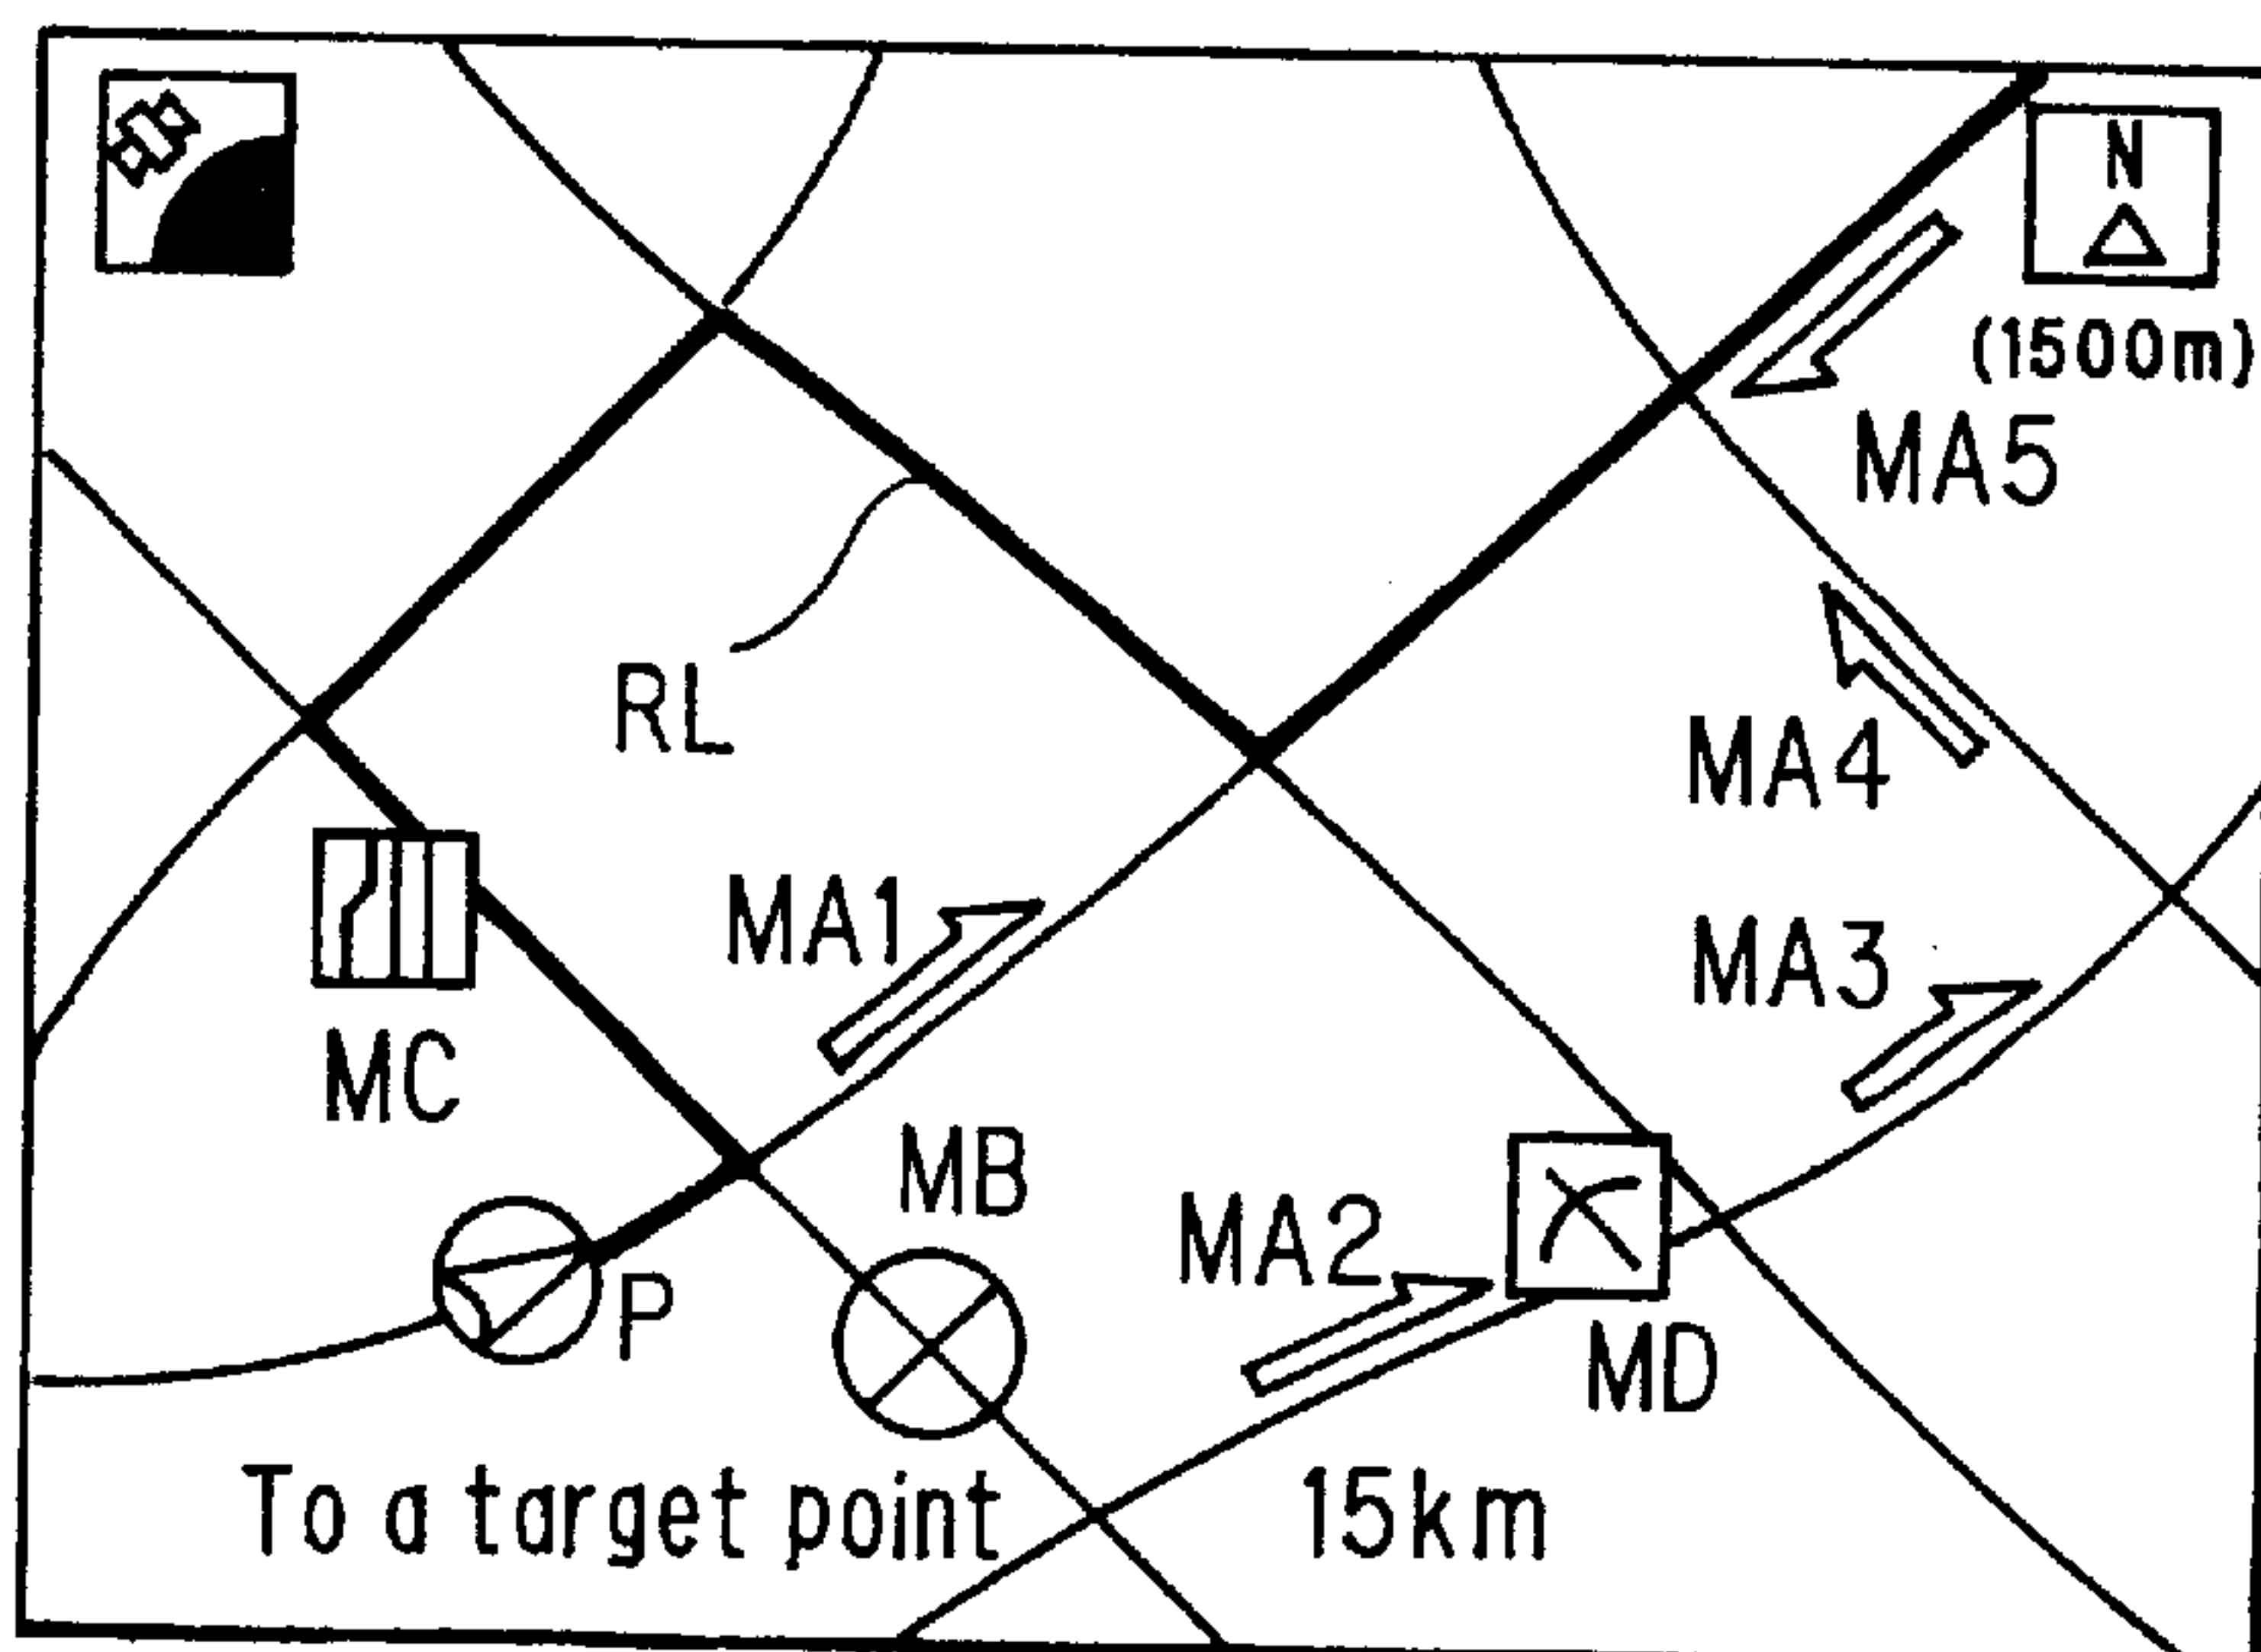 N
(1500m)
MA5
RL
MA4
MA1
MA3
MC
MB
MA2
P
MD
To a target point 15km